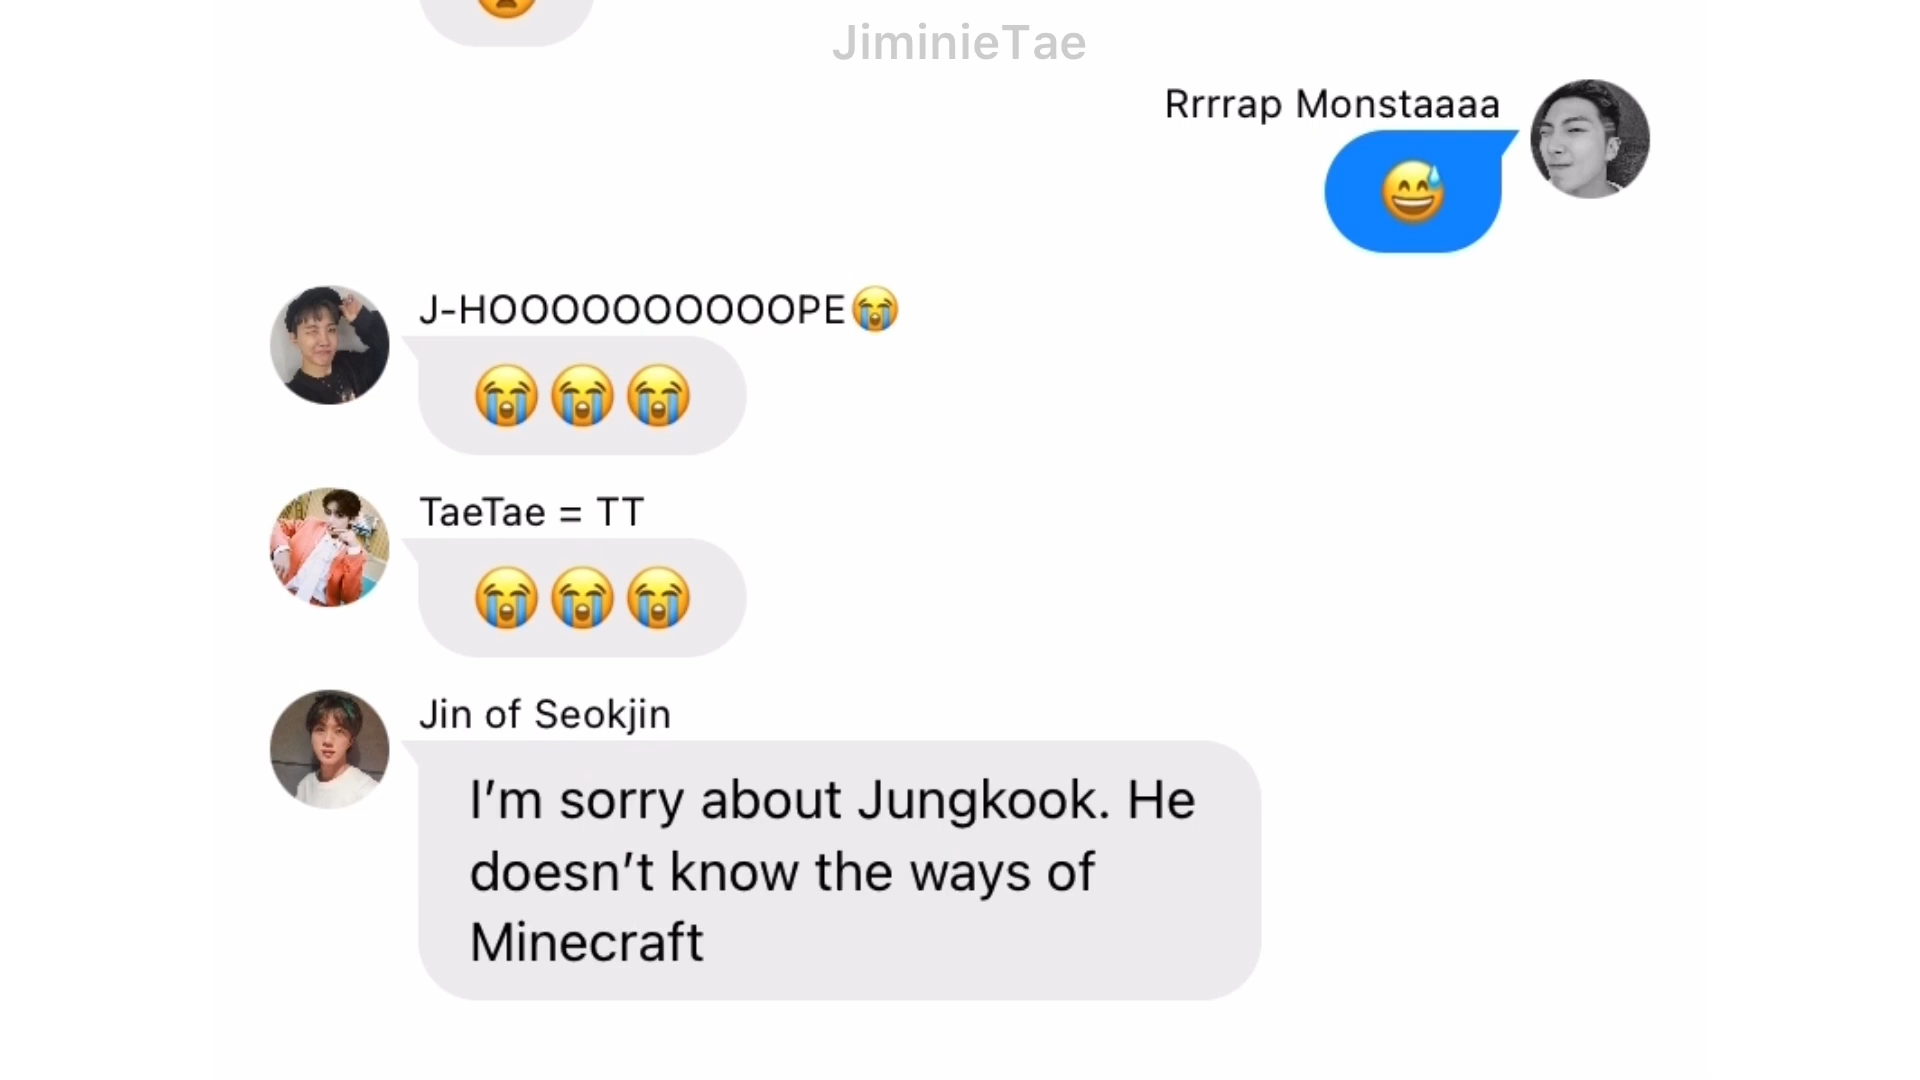 JiminieTae
Rrrrap Monstaaaa
😅
J-HOOOOOOOOOOPE😭
😭😭😭
TaeTae = TT
😭😭😭
Jin of Seokjin
I’m sorry about Jungkook. He
doesn’t know the ways of
Minecraft